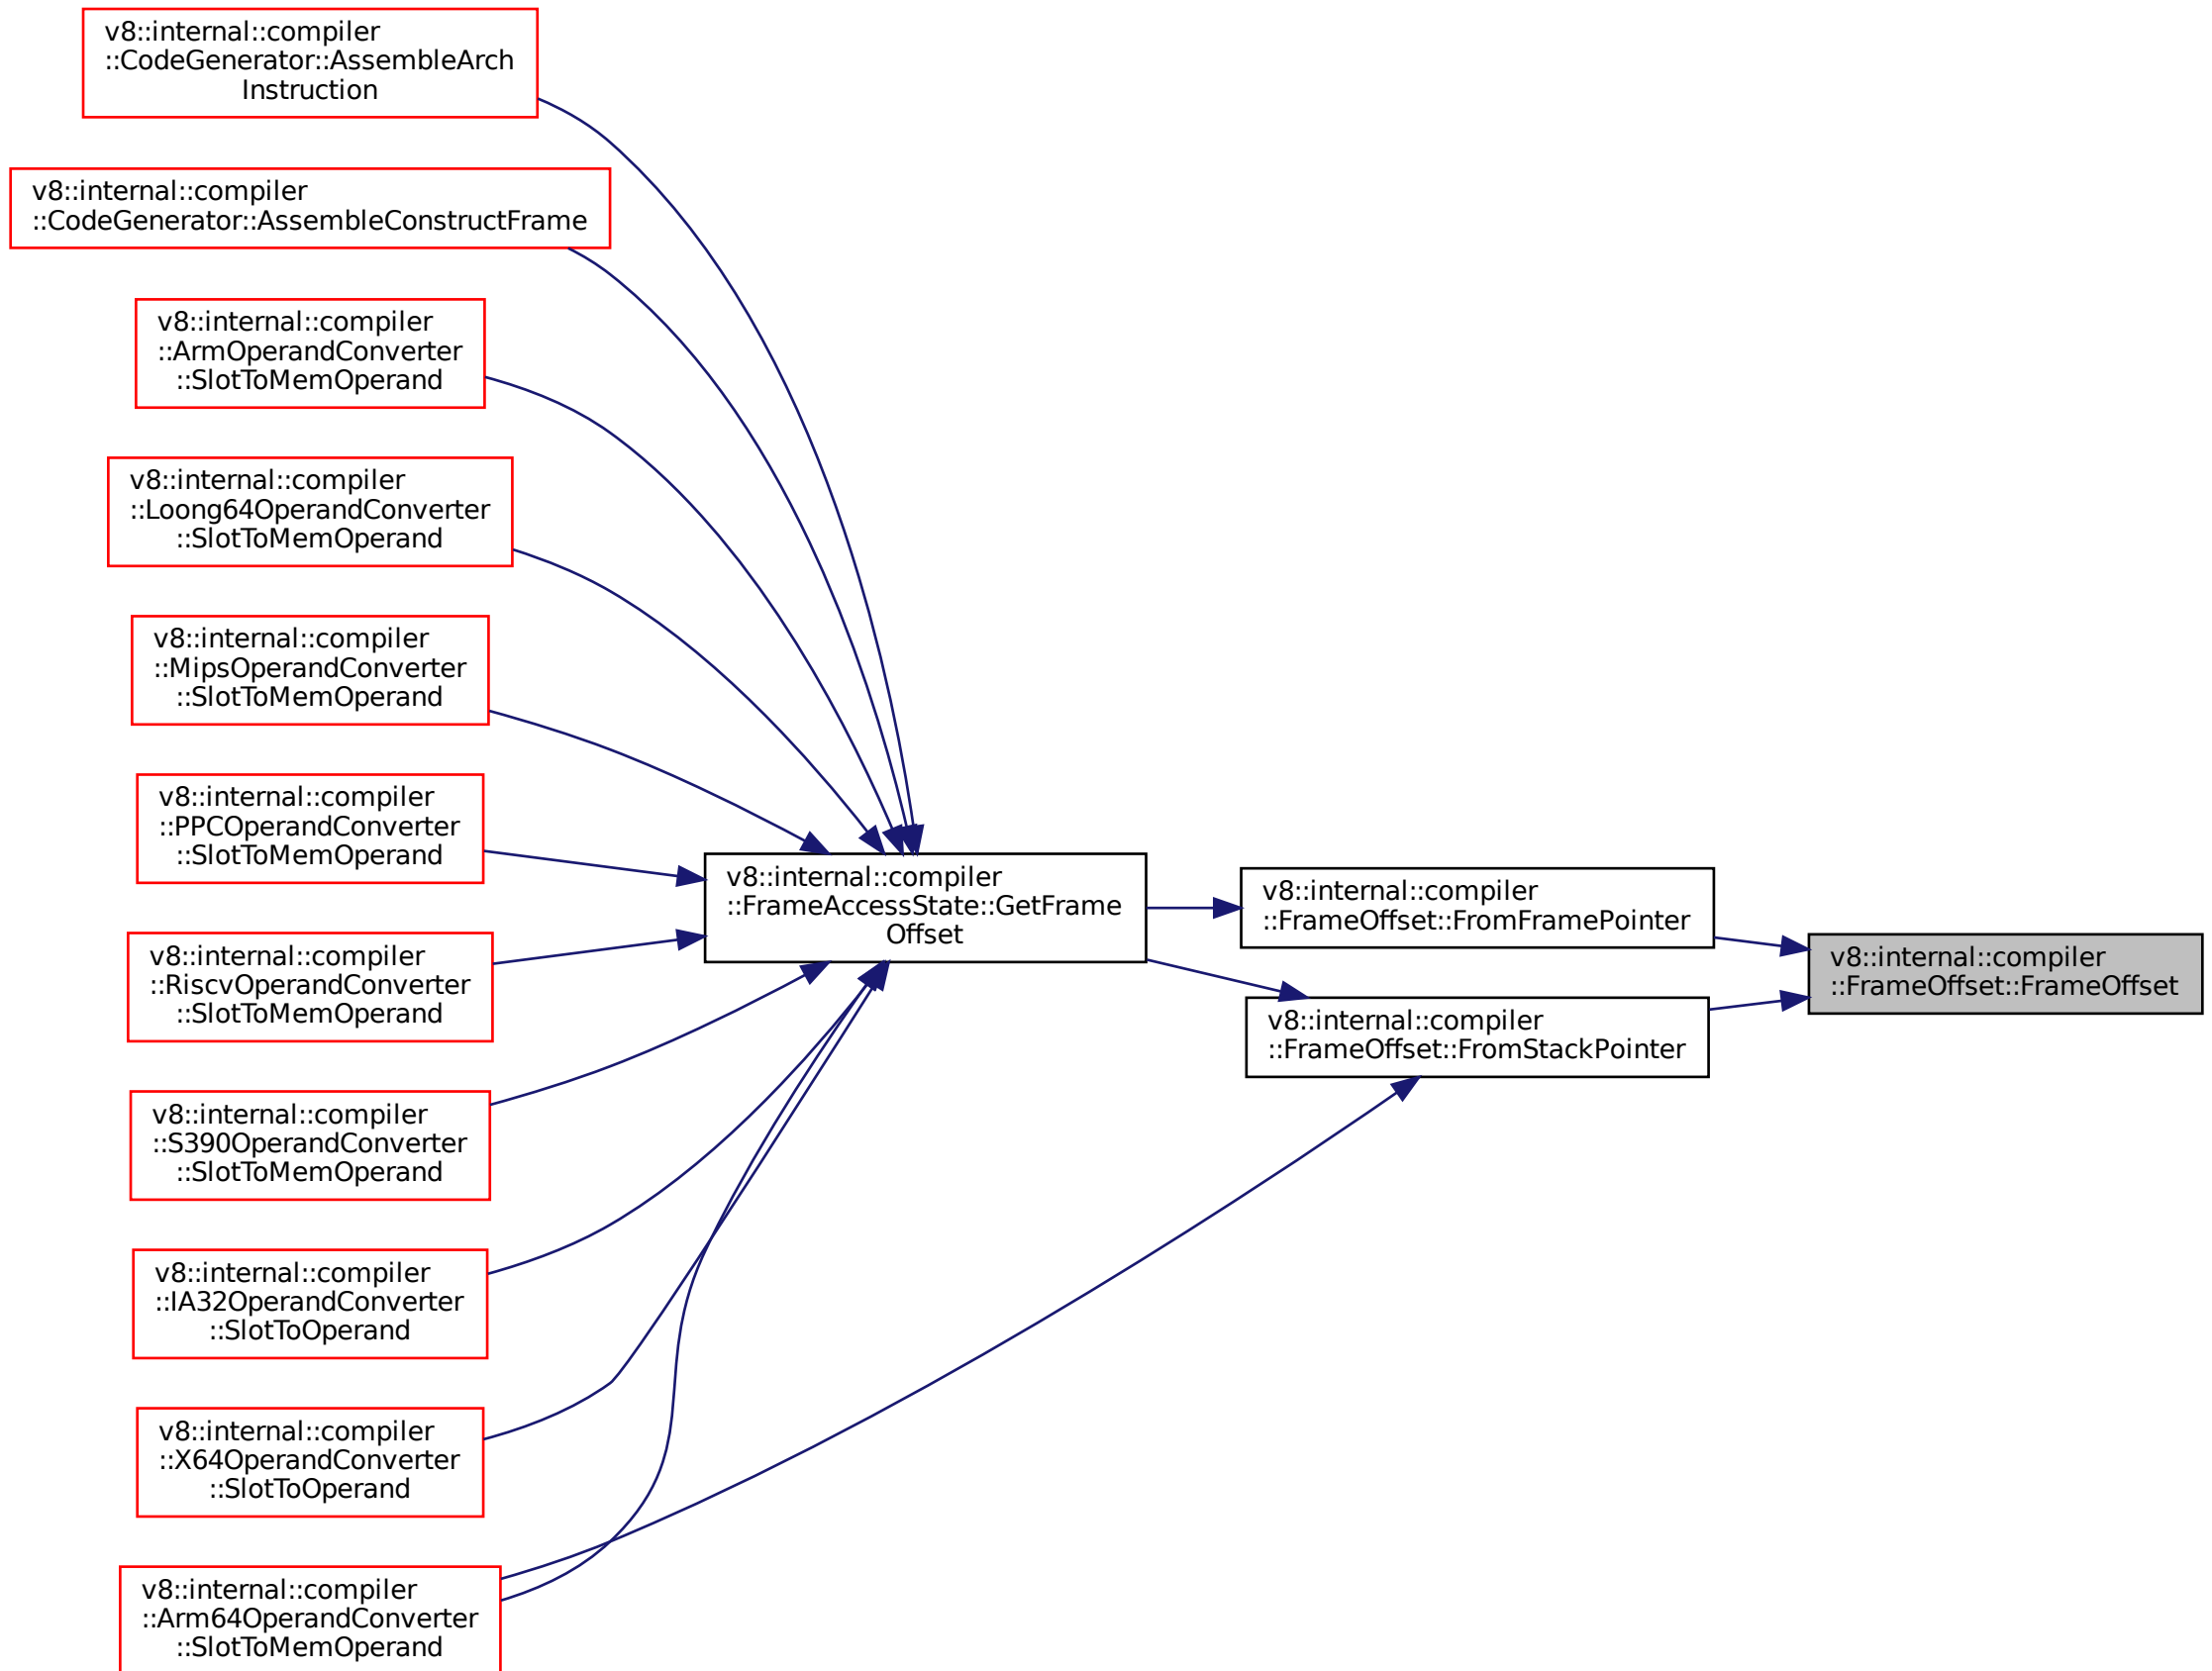 v8::internal::compiler
::CodeGenerator::AssembleArch
Instruction
v8::internal::compiler
::CodeGenerator::AssembleConstructFrame
v8::internal::compiler
::ArmOperandConverter
::SlotToMemOperand
v8::internal::compiler
::Loong64OperandConverter
::SlotToMemOperand
v8::internal::compiler
::MipsOperandConverter
::SlotToMemOperand
v8::internal::compiler
::PPCOperandConverter
::SlotToMemOperand
v8::internal::compiler
::RiscvOperandConverter
::SlotToMemOperand
v8::internal::compiler
::S390OperandConverter
::SlotToMemOperand
v8::internal::compiler
::IA32OperandConverter
::SlotToOperand
v8::internal::compiler
::X64OperandConverter
::SlotToOperand
v8::internal::compiler
::Arm64OperandConverter
::SlotToMemOperand
v8::internal::compiler
::FrameAccessState::GetFrame
Offset
v8::internal::compiler
::FrameOffset::FromFramePointer
v8::internal::compiler
::FrameOffset::FromStackPointer
v8::internal::compiler
::FrameOffset::FrameOffset